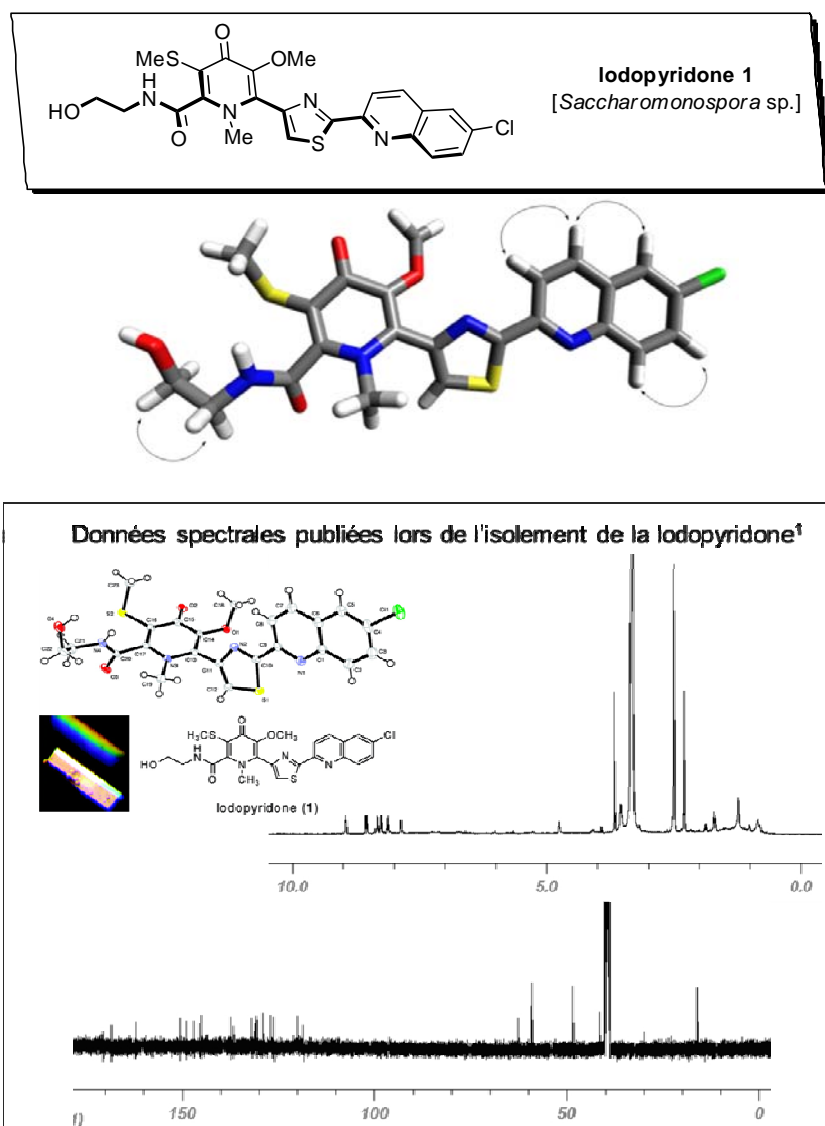 MeS
O
OMe
HO
H
N
O
N
Me
N
S
N
Cl
Iodopyridone 1
[Saccharomonospora sp.]
Données spectrales publiées lors de l'isolement de la Iodopyridone1
H3CS
O
OCH3
HO
HN
O
N
CH3
N
S
N
Cl
Iodopyridone (1)
10.0
5.0
0.0
150
100
50
0